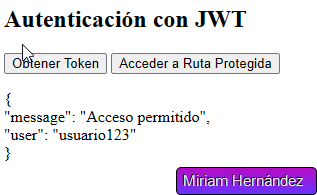 Autenticación con JWT
Obtener Token Acceder a Ruta Protegida
{
"message": "Acceso permitido",
"user": "usuario123"
}
Miriam Hernández